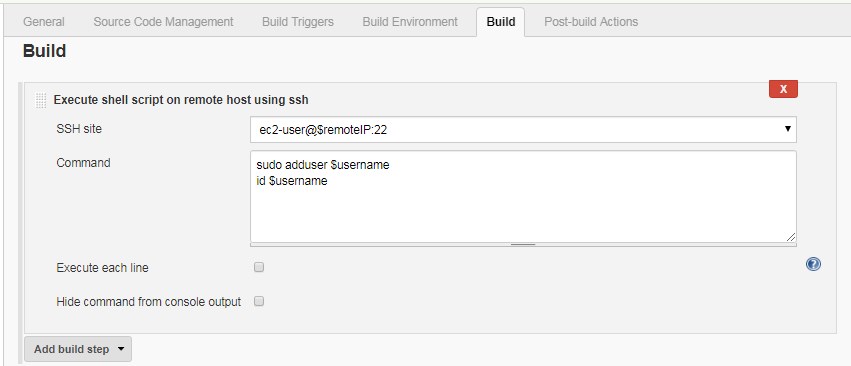 General Source Code Management Build Triggers Build Environment Build Post-build Actions
Build
X
Execute shell script on remote host using ssh
SSH site ec2-user@$remoteIP:22
Command sudo adduser $username
id $username
Execute each line ?
Hide command from console output
Add build step